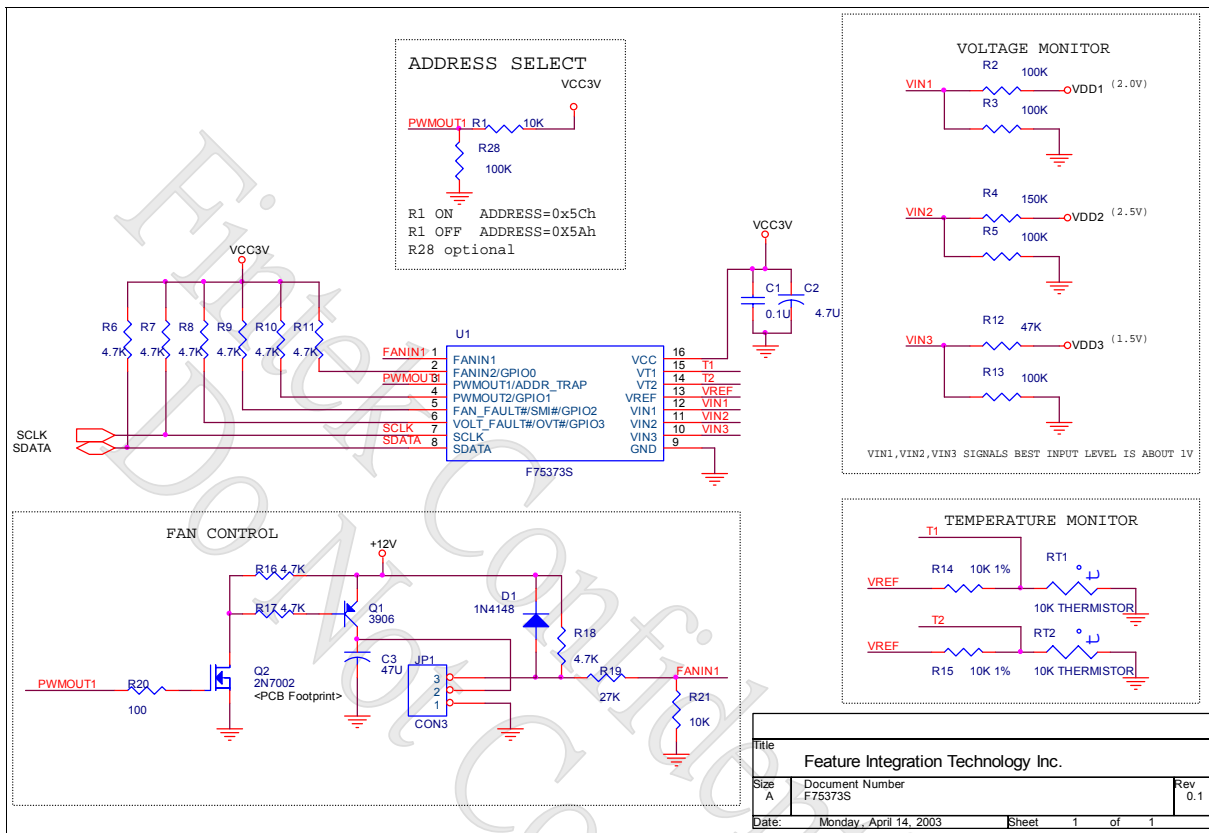 ADDRESS SELECT
VCC3V
PWMOUT1 R1 10K
R28
100K
R1 ON ADDRESS=0x5Ch
R1 OFF ADDRESS=0X5Ah
R28 optional
VOLTAGE MONITOR
R2
100K
VIN1
VDD1 (2.0V)
R3
100K
R4
150K
VIN2
VDD2 (2.5V)
R5
100K
R12
47K
VIN3
VDD3 (1.5V)
R13
100K
VIN1,VIN2,VIN3 SIGNALS BEST INPUT LEVEL IS ABOUT 1V
VCC3V
R6 R7 R8 R9 R10 R11
4.7K 4.7K 4.7K 4.7K 4.7K 4.7K
VCC3V
C1
0.1U
C2
4.7U
U1
FANIN1 1 FANIN1
2 FANIN2/GPIO0
PWMOUT1 3 PWMOUT1/ADDR_TRAP
4 PWMOUT2/GPIO1
5 FAN_FAULT#/SMI#/GPIO2
6 VOLT_FAULT#/OVT#/GPIO3
SCLK 7 SCLK
SDATA 8 SDATA
VCC 16
VT1 15 T1
VT2 14 T2
VREF 13 VREF
VIN1 12 VIN1
VIN2 11 VIN2
VIN3 10 VIN3
GND 9
F75373S
SCLK
SDATA
FAN CONTROL
+12V
R16 4.7K
R17 4.7K
Q1
3906
D1
1N4148
R18
4.7K
C3
47U
JP1
3
2
1
CON3
R19
27K
FANIN1
R21
10K
Q2
2N7002
<PCB Footprint>
PWMOUT1
R20
100
TEMPERATURE MONITOR
T1
RT1
R14 10K 1%
VREF
10K THERMISTOR
t
T2
RT2
VREF
R15 10K 1%
10K THERMISTOR
t
Title
Feature Integration Technology Inc.
Size
A
Document Number
F75373S
Rev
0.1
Date: Monday, April 14, 2003 Sheet 1 of 1
Fintek Confiden
Do Not Co